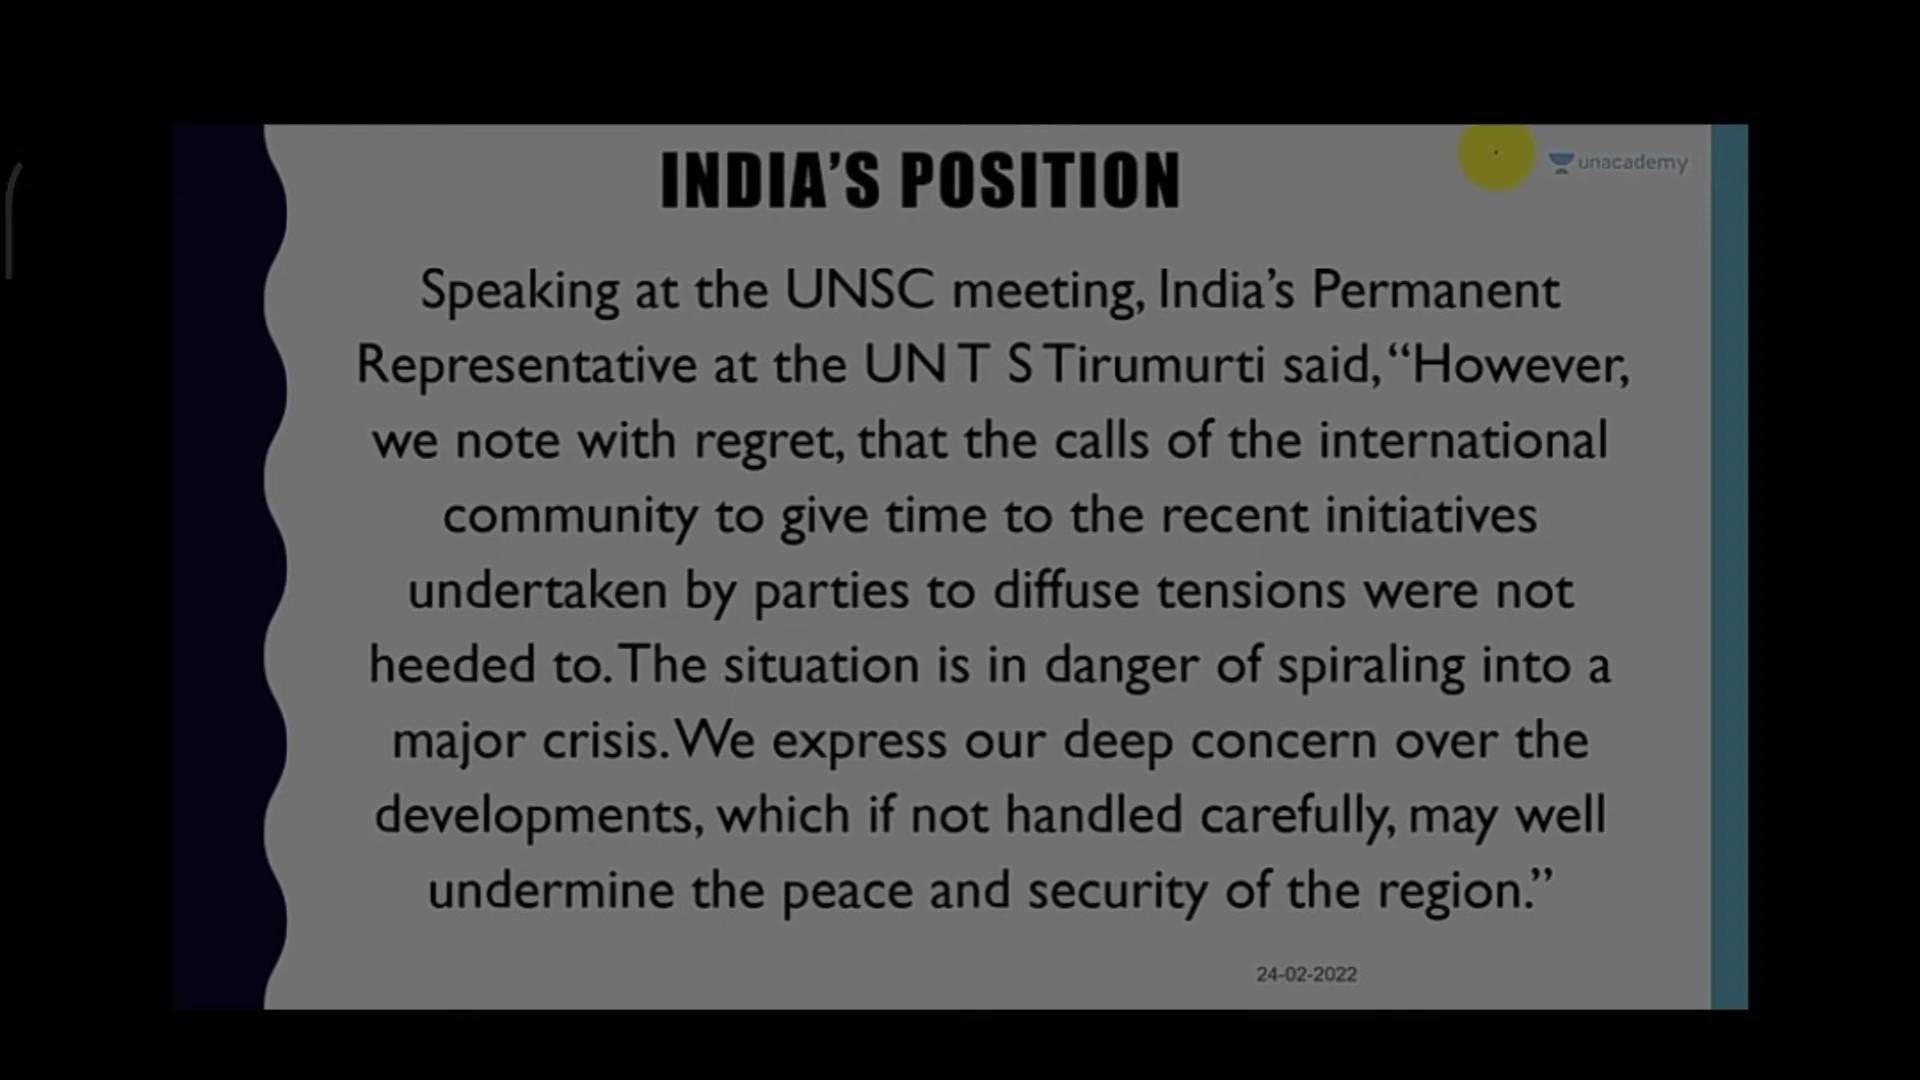 INDIA’S POSITION
unacademy
Speaking at the UNSC meeting, India’s Permanent
Representative at the UN T S Tirumurti said, “However,
we note with regret, that the calls of the international
community to give time to the recent initiatives
undertaken by parties to diffuse tensions were not
heeded to. The situation is in danger of spiraling into a
major crisis. We express our deep concern over the
developments, which if not handled carefully, may well
undermine the peace and security of the region.”
24-02-2022